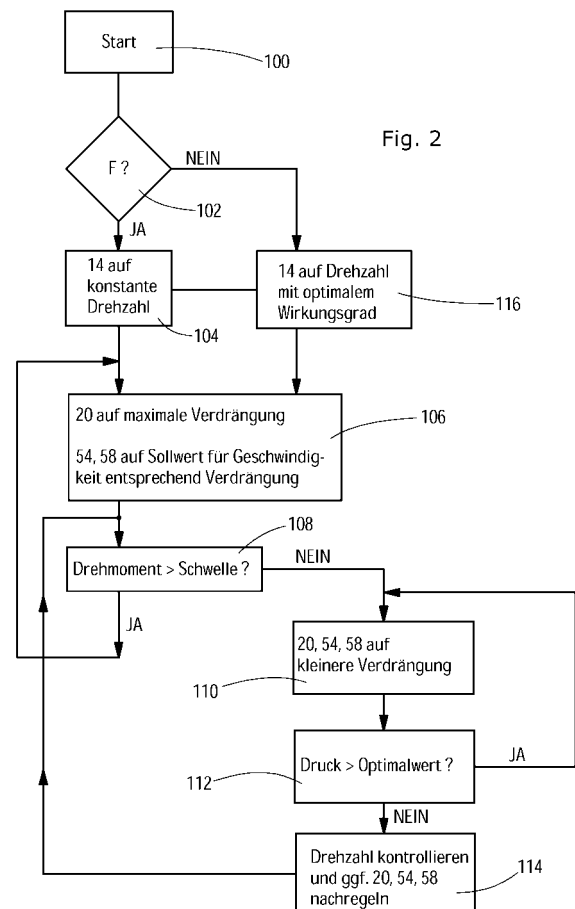 Start
100
Fig. 2
F ?
NEIN
102
JA
14 auf
konstante
Drehzahl
104
14 auf Drehzahl
mit optimalem
Wirkungsgrad
116
20 auf maximale Verdrängung
54, 58 auf Sollwert für Geschwindig-
keit entsprechend Verdrängung
106
108
Drehmoment > Schwelle ?
NEIN
JA
20, 54, 58 auf
kleinere Verdrängung
110
Druck > Optimalwert ?
JA
112
NEIN
Drehzahl kontrollieren
und ggf. 20, 54, 58
nachregeln
114